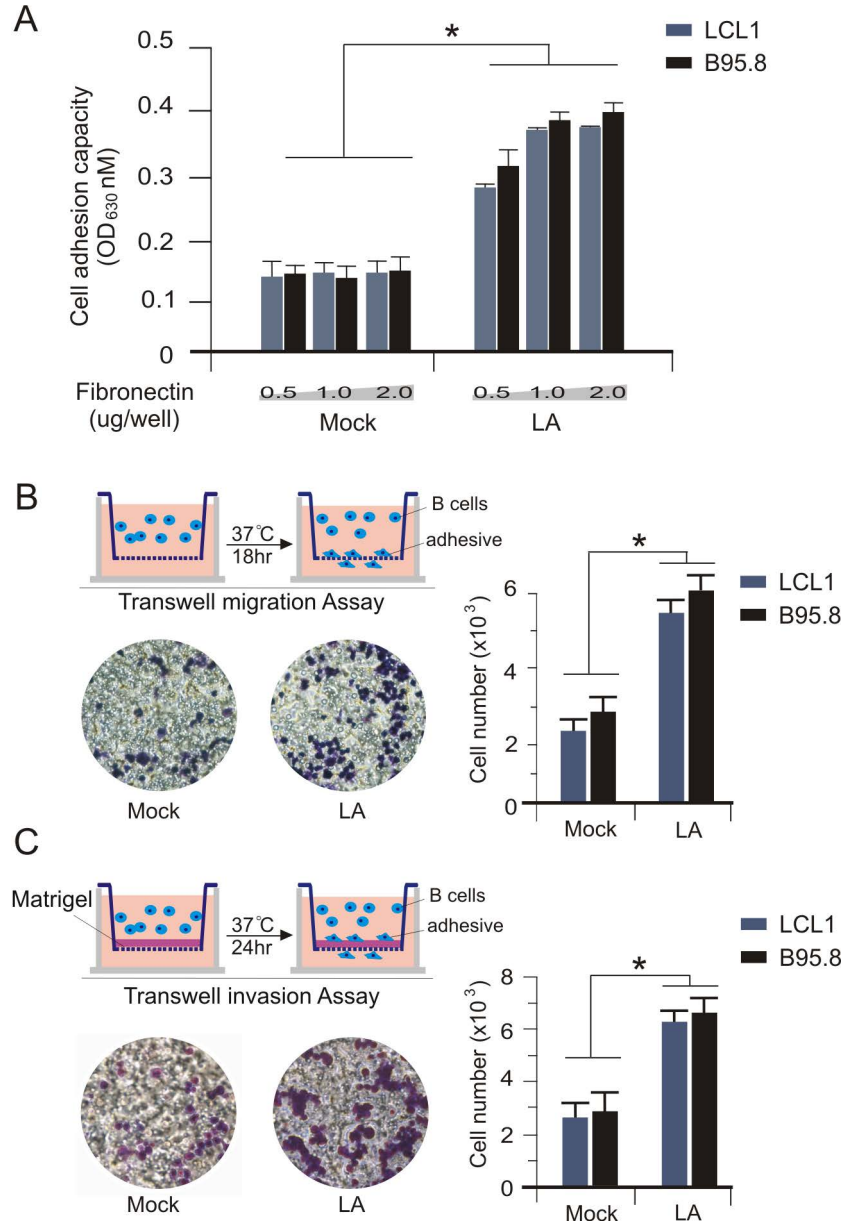 A
LCL1
B95.8
*
Cell adhesion capacity
(OD630 nM)
0.5
0.4
0.3
0.2
0.1
0
Fibronectin
(ug/well)
0.5 1.0 2.0 0.5 1.0 2.0
Mock LA
B
B cells
adhesive
37℃
18hr
Transwell migration Assay
Mock LA
*
LCL1
B95.8
Cell number (x10³)
6
4
2
0
Mock LA
C
Matrigel
B cells
adhesive
37℃
24hr
Transwell invasion Assay
Mock LA
*
LCL1
B95.8
Cell number (x10³)
8
6
4
2
0
Mock LA